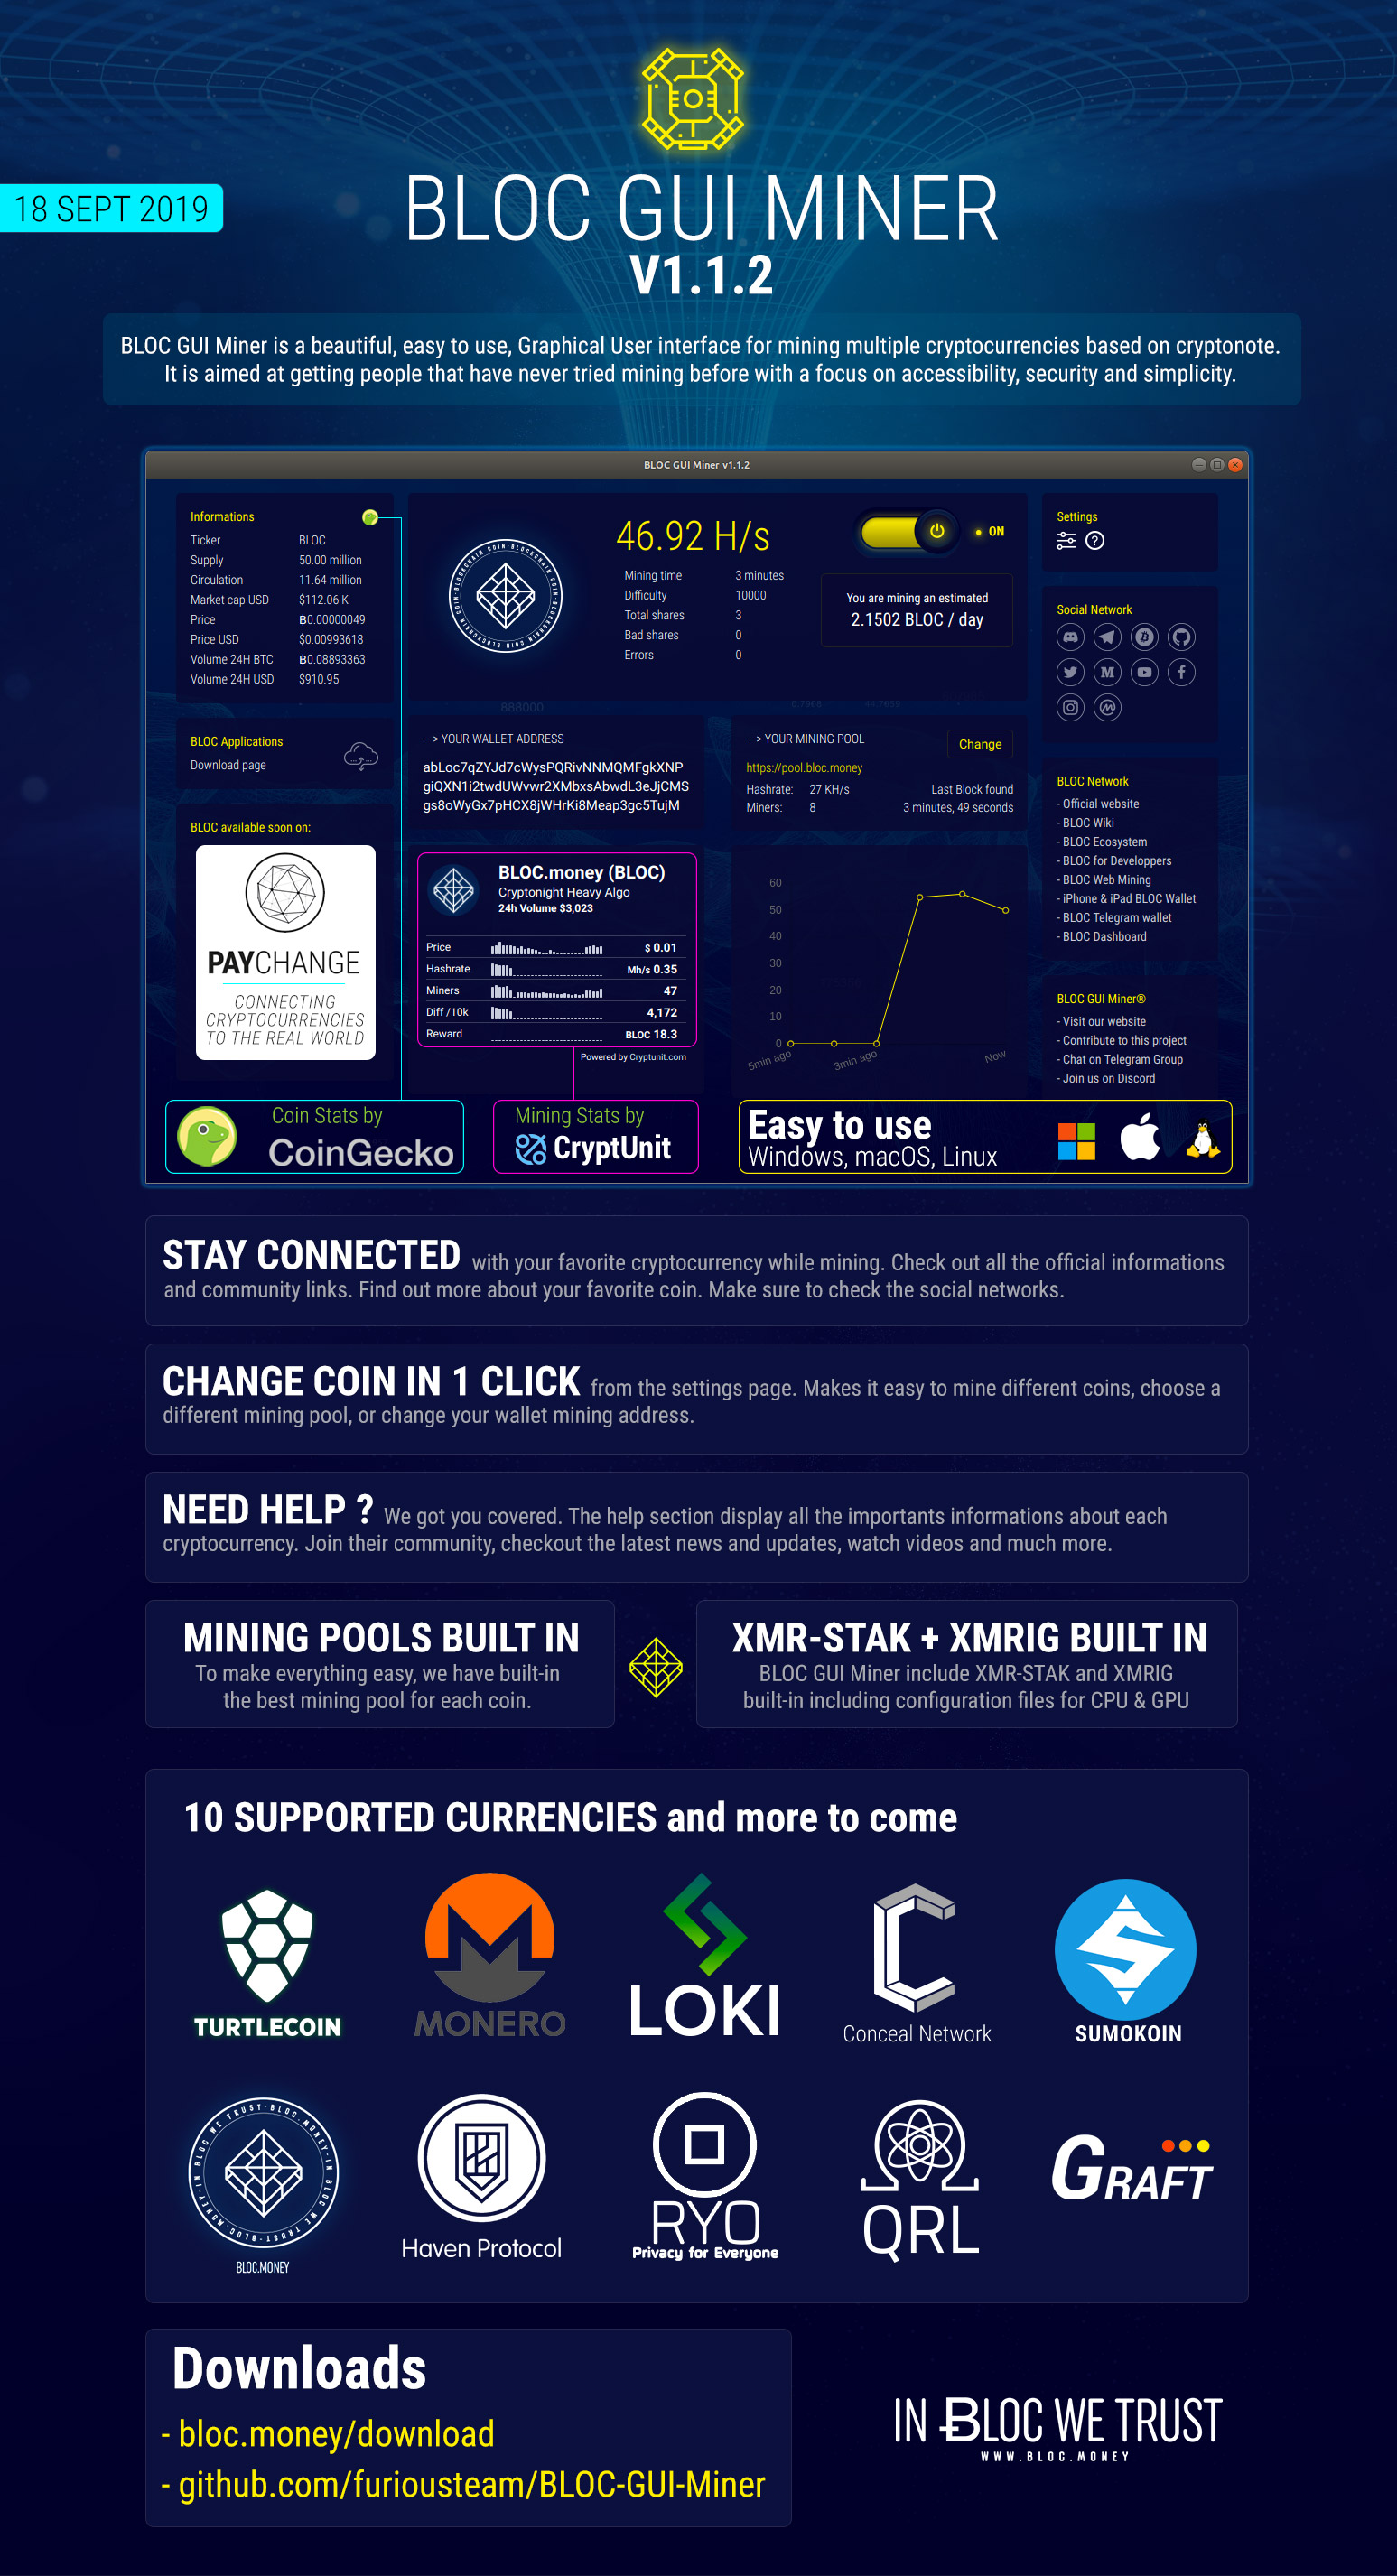 18 SEPT 2019
BLOC GUI MINER
V1.1.2
BLOC GUI Miner is a beautiful, easy to use, Graphical User interface for mining multiple cryptocurrencies based on cryptonote.
It is aimed at getting people that have never tried mining before with a focus on accessibility, security and simplicity.
BLOC GUI Miner v1.1.2
Informations
Ticker BLOC
Supply 50.00 million
Circulation 11.64 million
Market cap USD $112.06 K
Price ฿0.00000049
Price USD $0.00993618
Volume 24H BTC ฿0.08893363
Volume 24H USD $910.95
BLOC Applications
Download page
BLOC available soon on:
PAYCHANGE
CONNECTING
CRYPTOCURRENCIES
TO THE REAL WORLD
46.92 H/s
Mining time 3 minutes
Difficulty 10000
Total shares 3
Bad shares 0
Errors 0
ON
You are mining an estimated
2.1502 BLOC / day
888000
---> YOUR WALLET ADDRESS
abLoc7qZYJd7cWysPQRivNNMQMFgkXNP
giQXN1i2twdUWvwr2XMbxsAbwdL3eJjCMS
gs8oWyGx7pHCX8jWHrKi8Meap3gc5TujM
---> YOUR MINING POOL
Change
https://pool.bloc.money
Hashrate: 27 KH/s Last Block found
Miners: 8 3 minutes, 49 seconds
BLOC.money (BLOC)
Cryptonight Heavy Algo
24h Volume $3,023
Price $ 0.01
Hashrate Mh/s 0.35
Miners 47
Diff /10k 4,172
Reward BLOC 18.3
Powered by Cryptunit.com
60
50
40
30
20
10
0
5min ago
3min ago
Now
Settings
Social Network
BLOC Network
- Official website
- BLOC Wiki
- BLOC Ecosystem
- BLOC for Developpers
- BLOC Web Mining
- iPhone & iPad BLOC Wallet
- BLOC Telegram wallet
- BLOC Dashboard
BLOC GUI Miner®
- Visit our website
- Contribute to this project
- Chat on Telegram Group
- Join us on Discord
Coin Stats by
CoinGecko
Mining Stats by
CryptUnit
Easy to use
Windows, macOS, Linux
STAY CONNECTED with your favorite cryptocurrency while mining. Check out all the official informations
and community links. Find out more about your favorite coin. Make sure to check the social networks.
CHANGE COIN IN 1 CLICK from the settings page. Makes it easy to mine different coins, choose a
different mining pool, or change your wallet mining address.
NEED HELP ? We got you covered. The help section display all the importants informations about each
cryptocurrency. Join their community, checkout the latest news and updates, watch videos and much more.
MINING POOLS BUILT IN
To make everything easy, we have built-in
the best mining pool for each coin.
XMR-STAK + XMRIG BUILT IN
BLOC GUI Miner include XMR-STAK and XMRIG
built-in including configuration files for CPU & GPU
10 SUPPORTED CURRENCIES and more to come
TURTLECOIN
MONERO
LOKI
Conceal Network
SUMOKOIN
IN BLOC WE TRUST · BLOC.MONEY · IN BLOC WE TRUST · BLOC.MONEY ·
BLOC.MONEY
Haven Protocol
RYO
Privacy for Everyone
QRL
GRAFT
Downloads
- bloc.money/download
- github.com/furiousteam/BLOC-GUI-Miner
IN BLOC WE TRUST
WWW.BLOC.MONEY